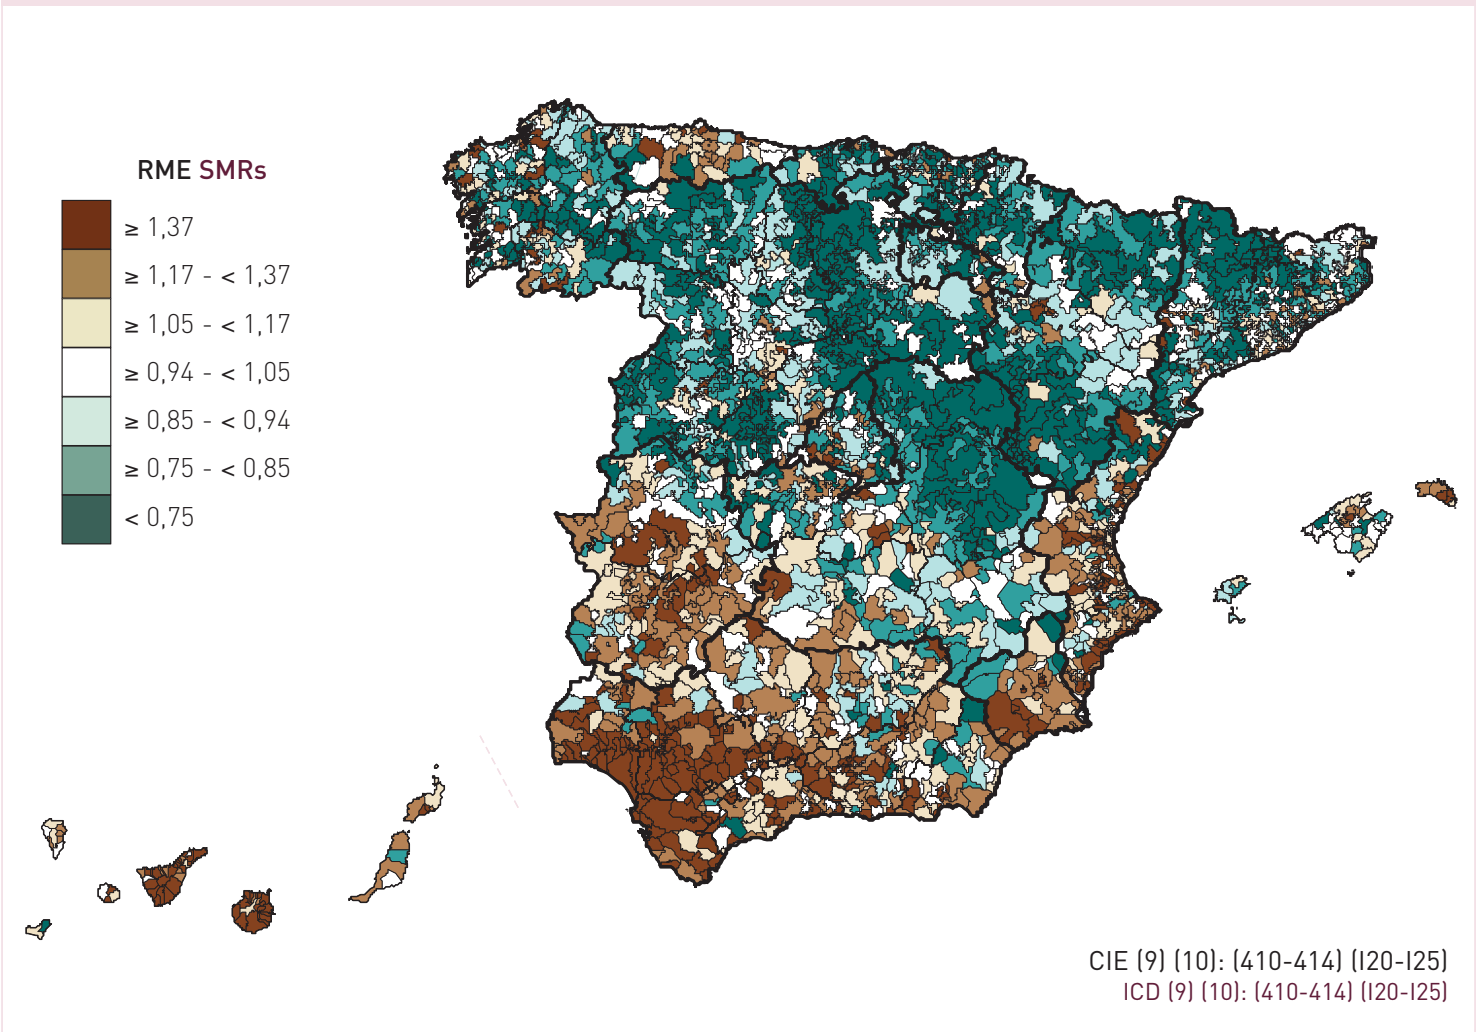 RME SMRs
≥ 1,37
≥ 1,17 - < 1,37
≥ 1,05 - < 1,17
≥ 0,94 - < 1,05
≥ 0,85 - < 0,94
≥ 0,75 - < 0,85
< 0,75
CIE (9) (10): (410-414) (I20-I25)
ICD (9) (10): (410-414) (I20-I25)